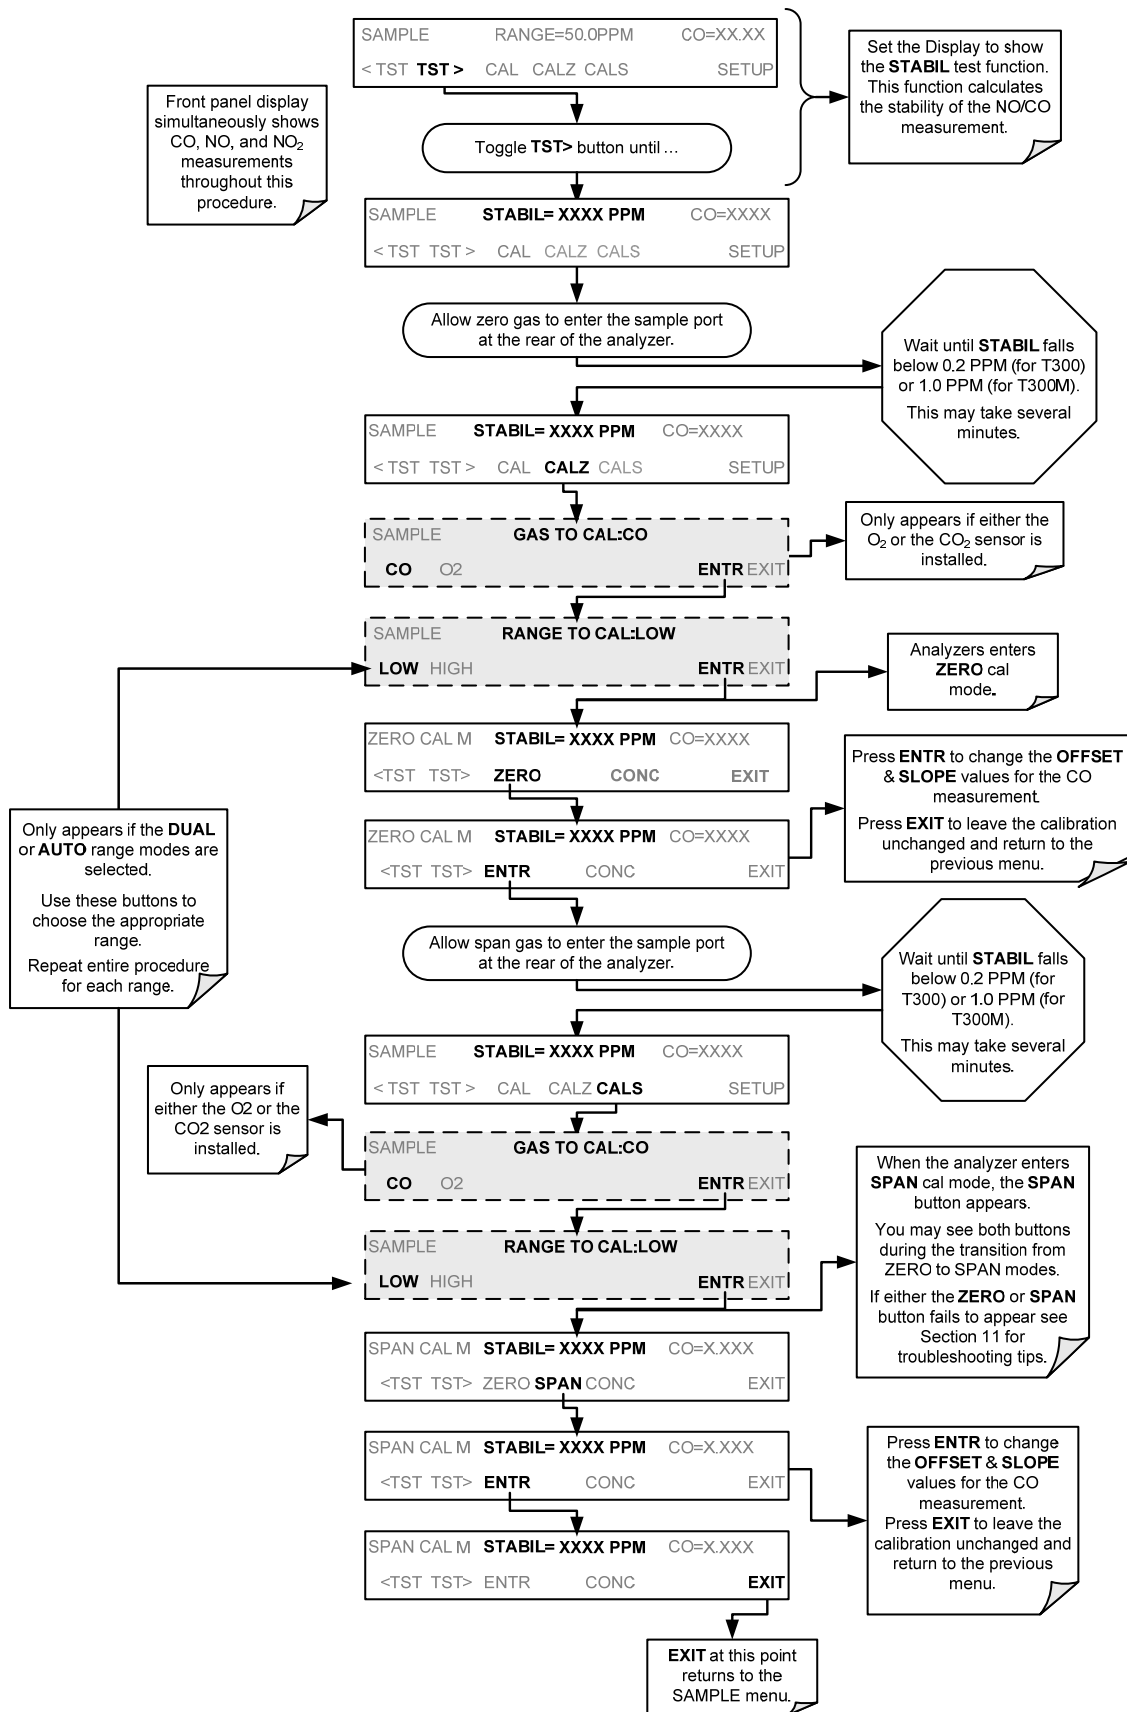 SAMPLE RANGE=50.0PPM CO=XX.XX
< TST TST > CAL CALZ CALS SETUP
Set the Display to show
the STABIL test function.
This function calculates
the stability of the NO/CO
measurement.
Front panel display
simultaneously shows
CO, NO, and NO₂
measurements
throughout this
procedure.
Toggle TST> button until ...
SAMPLE STABIL= XXXX PPM CO=XXXX
< TST TST > CAL CALZ CALS SETUP
Allow zero gas to enter the sample port
at the rear of the analyzer.
Wait until STABIL falls
below 0.2 PPM (for T300)
or 1.0 PPM (for T300M).
This may take several
minutes.
SAMPLE STABIL= XXXX PPM CO=XXXX
< TST TST > CAL CALZ CALS SETUP
SAMPLE GAS TO CAL:CO
CO O2 ENTR EXIT
Only appears if either the
O₂ or the CO₂ sensor is
installed.
SAMPLE RANGE TO CAL:LOW
LOW HIGH ENTR EXIT
Analyzers enters
ZERO cal
mode.
ZERO CAL M STABIL= XXXX PPM CO=XXXX
<TST TST> ZERO CONC EXIT
Press ENTR to change the OFFSET
& SLOPE values for the CO
measurement.
Press EXIT to leave the calibration
unchanged and return to the
previous menu.
Only appears if the DUAL
or AUTO range modes are
selected.
Use these buttons to
choose the appropriate
range.
Repeat entire procedure
for each range.
ZERO CAL M STABIL= XXXX PPM CO=XXXX
<TST TST> ENTR CONC EXIT
Allow span gas to enter the sample port
at the rear of the analyzer.
Wait until STABIL falls
below 0.2 PPM (for
T300) or 1.0 PPM (for
T300M).
This may take several
minutes.
SAMPLE STABIL= XXXX PPM CO=XXXX
< TST TST > CAL CALZ CALS SETUP
Only appears if
either the O2 or the
CO2 sensor is
installed.
SAMPLE GAS TO CAL:CO
CO O2 ENTR EXIT
When the analyzer enters
SPAN cal mode, the SPAN
button appears.
You may see both buttons
during the transition from
ZERO to SPAN modes.
If either the ZERO or SPAN
button fails to appear see
Section 11 for
troubleshooting tips.
SAMPLE RANGE TO CAL:LOW
LOW HIGH ENTR EXIT
SPAN CAL M STABIL= XXXX PPM CO=X.XXX
<TST TST> ZERO SPAN CONC EXIT
SPAN CAL M STABIL= XXXX PPM CO=X.XXX
<TST TST> ENTR CONC EXIT
Press ENTR to change
the OFFSET & SLOPE
values for the CO
measurement.
Press EXIT to leave the
calibration unchanged and
return to the previous
menu.
SPAN CAL M STABIL= XXXX PPM CO=X.XXX
<TST TST> ENTR CONC EXIT
EXIT at this point
returns to the
SAMPLE menu.